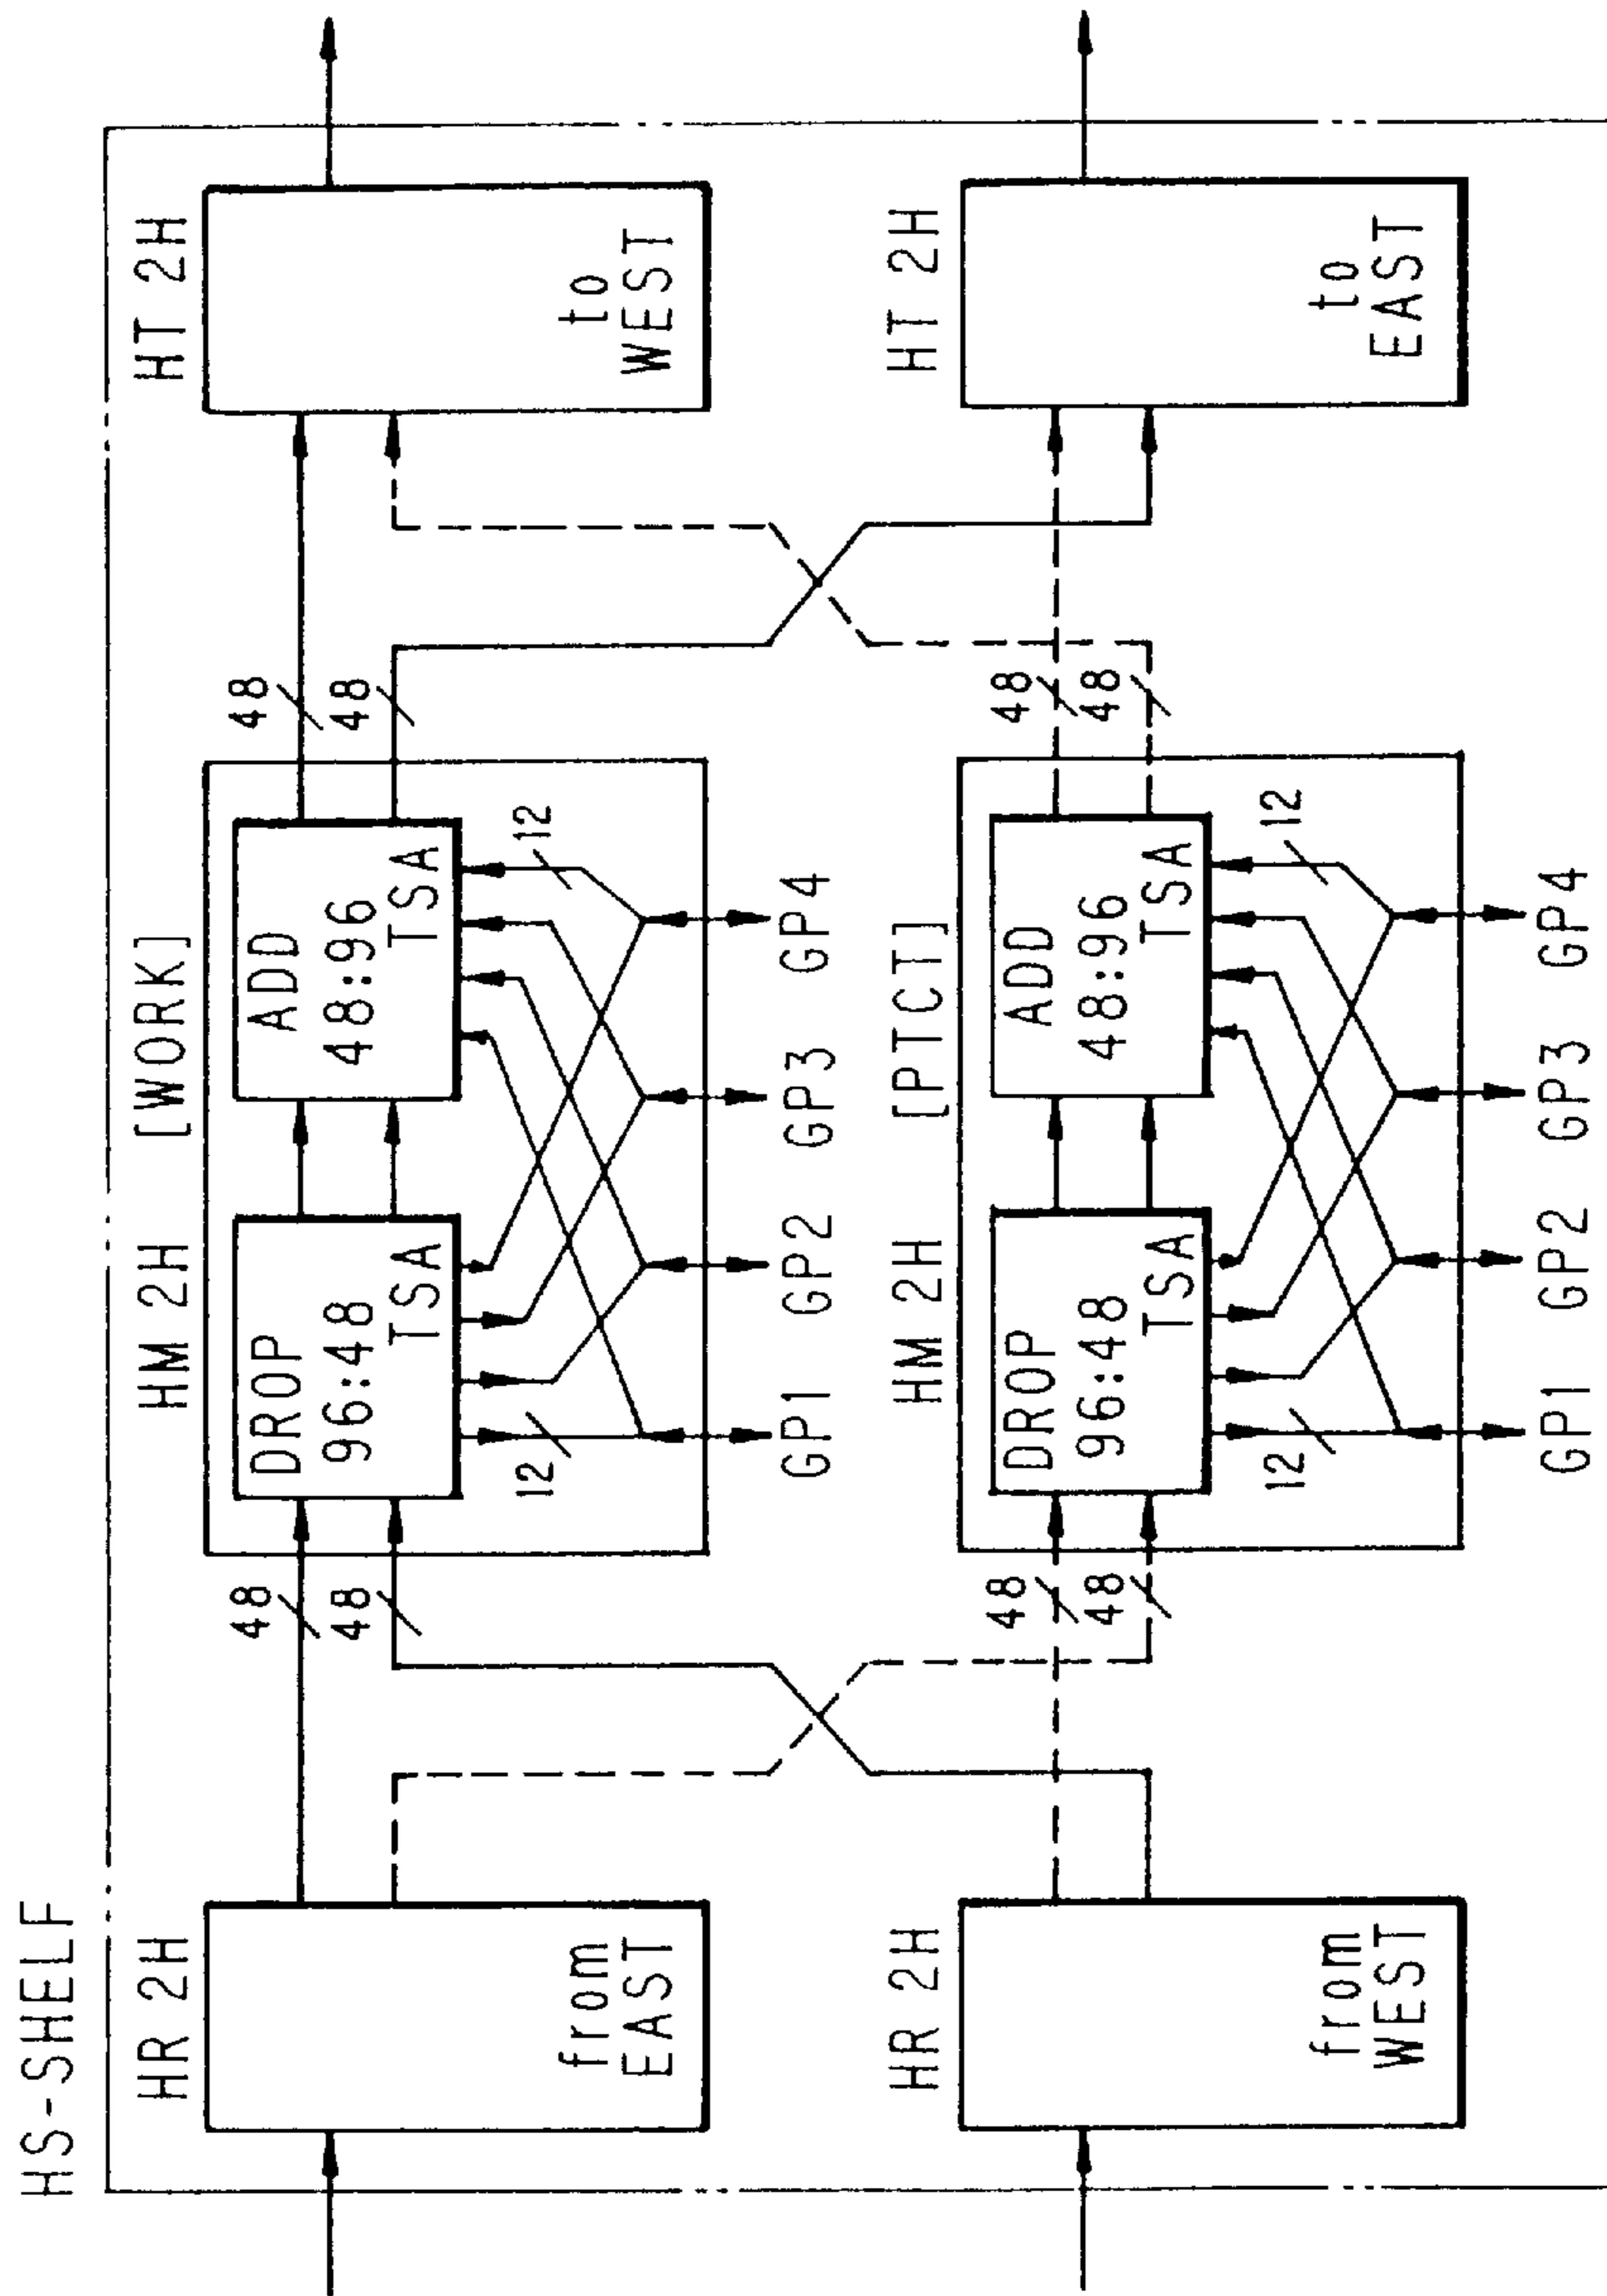 HS-SHELF
HR 2H
from
EAST
48
48
HM 2H [WORK]
DROP
96:48
TSA
ADD
48:96
TSA
12
12
GP1 GP2 GP3 GP4
48
48
HT 2H
to
WEST
HR 2H
from
WEST
48
48
HM 2H [PTCT]
DROP
96:48
TSA
ADD
48:96
TSA
12
12
GP1 GP2 GP3 GP4
48
48
HT 2H
to
EAST